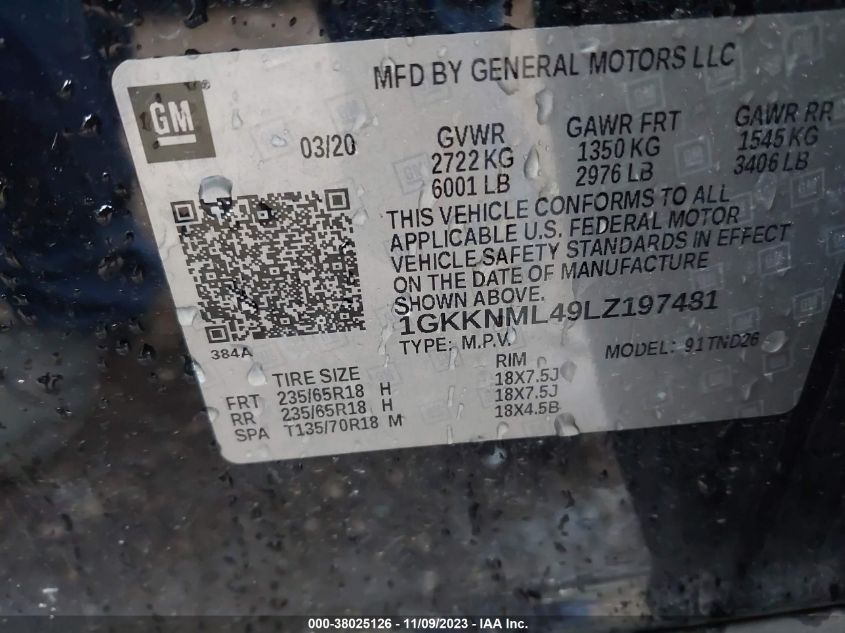 MFD BY GENERAL MOTORS LLC
GM
®
03/20
GVWR
2722 KG
6001 LB
GAWR FRT
1350 KG
2976 LB
GAWR RR
1545 KG
3406 LB
THIS VEHICLE CONFORMS TO ALL
APPLICABLE U.S. FEDERAL MOTOR
VEHICLE SAFETY STANDARDS IN EFFECT
ON THE DATE OF MANUFACTURE
SHOWN ABOVE.
1GKKNML49LZ197481
TYPE: M.P.V.
MODEL: 91TND26
384A
TIRE SIZE RIM
FRT 235/65R18 H 18X7.5J
RR 235/65R18 H 18X7.5J
SPA T135/70R18 M 18X4.5B
000-38025126 - 11/09/2023 - IAA Inc.